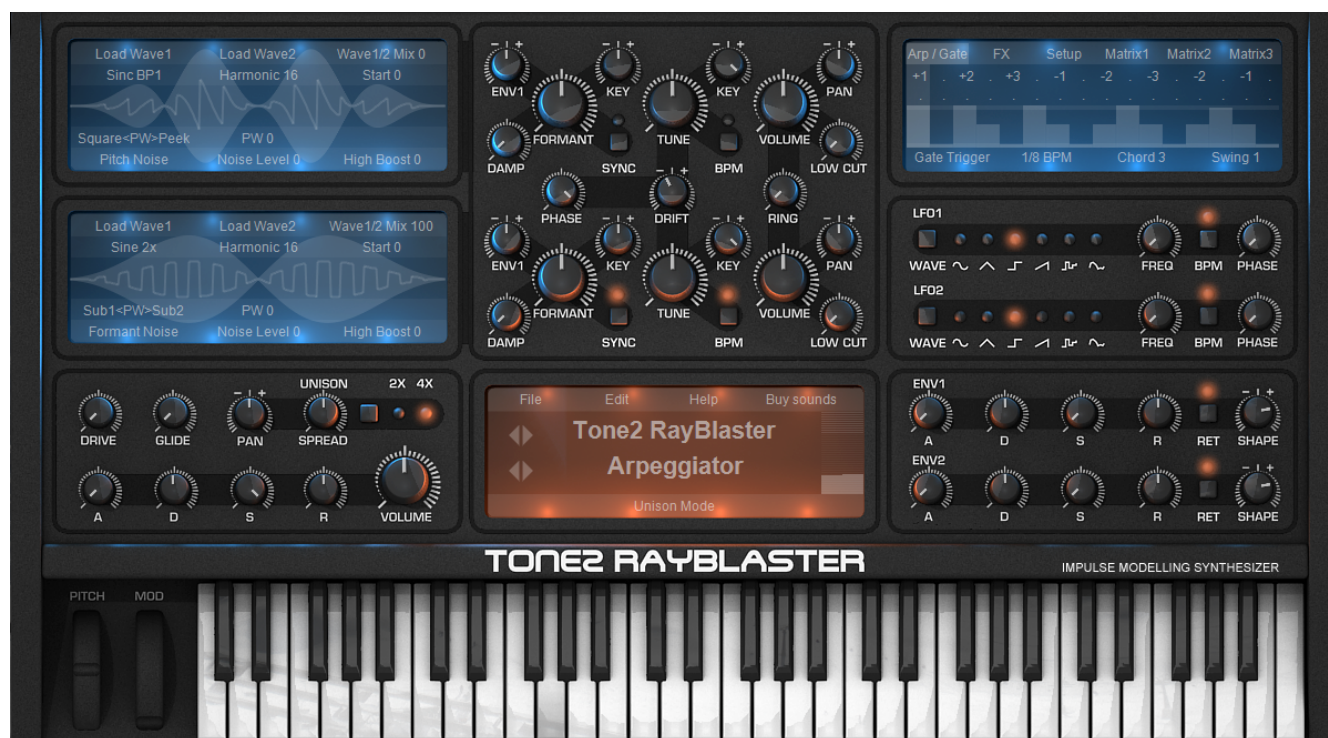 Load Wave1 Load Wave2 Wave1/2 Mix 0
Sinc BP1 Harmonic 16 Start 0
Square<PW>Peek PW 0
Pitch Noise Noise Level 0 High Boost 0
ENV1 KEY KEY PAN
FORMANT TUNE VOLUME
DAMP SYNC BPM LOW CUT
PHASE DRIFT RING
Arp / Gate FX Setup Matrix1 Matrix2 Matrix3
+1 . +2 . +3 . -1 . -2 . -3 . -2 . -1 .
Gate Trigger 1/8 BPM Chord 3 Swing 1
Load Wave1 Load Wave2 Wave1/2 Mix 100
Sine 2x Harmonic 16 Start 0
Sub1<PW>Sub2 PW 0
Formant Noise Noise Level 0 High Boost 0
ENV1 KEY KEY PAN
FORMANT TUNE VOLUME
DAMP SYNC BPM LOW CUT
LFO1
WAVE FREQ BPM PHASE
LFO2
WAVE FREQ BPM PHASE
UNISON 2X 4X
DRIVE GLIDE PAN SPREAD
A D S R VOLUME
File Edit Help Buy sounds
Tone2 RayBlaster
Arpeggiator
Unison Mode
ENV1
A D S R RET SHAPE
ENV2
A D S R RET SHAPE
TONE2 RAYBLASTER
IMPULSE MODELLING SYNTHESIZER
PITCH MOD